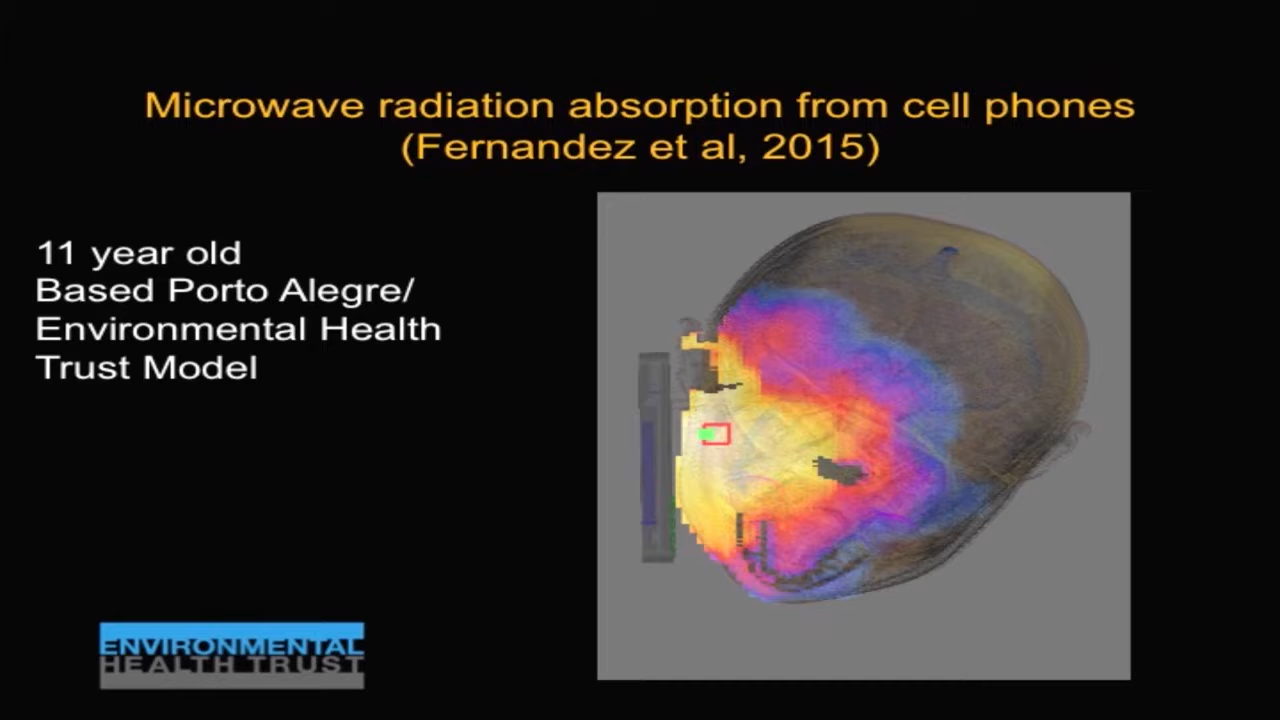 Microwave radiation absorption from cell phones
(Fernandez et al, 2015)
11 year old
Based Porto Alegre/
Environmental Health
Trust Model
ENVIRONMENTAL
HEALTH TRUST